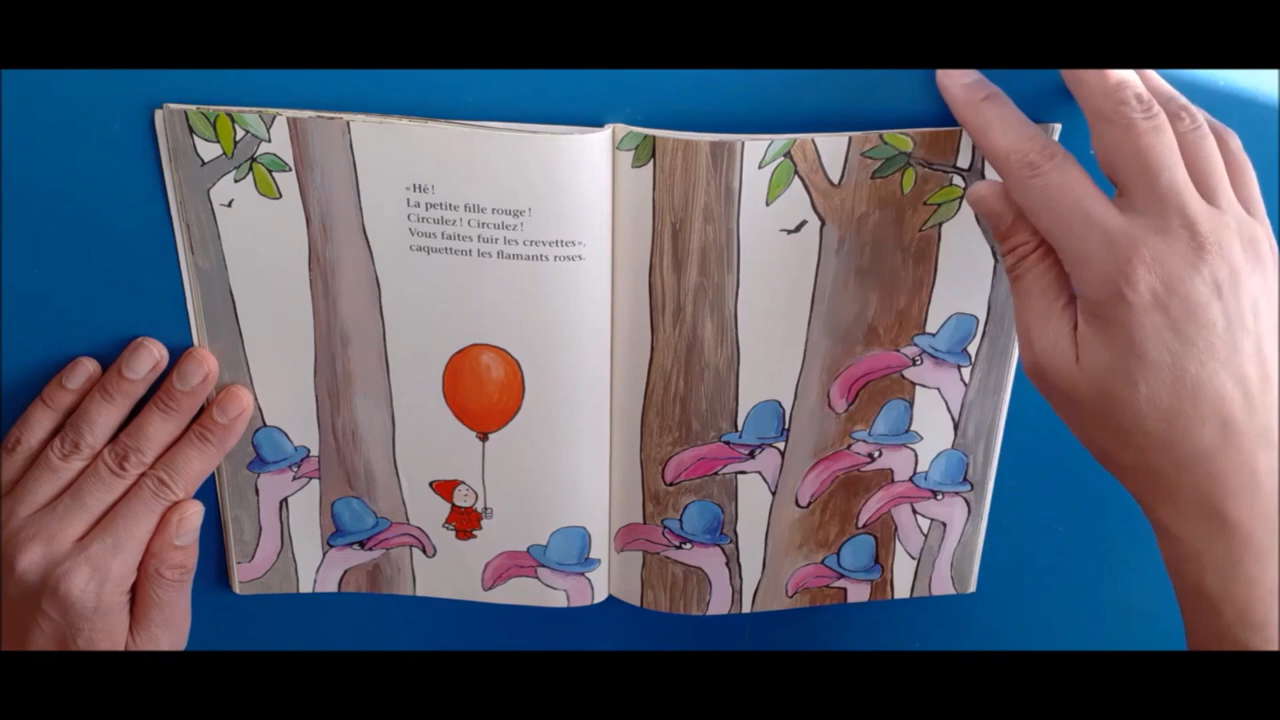 «Hé !
La petite fille rouge !
Circulez ! Circulez !
Vous faites fuir les crevettes»,
caquettent les flamants roses.